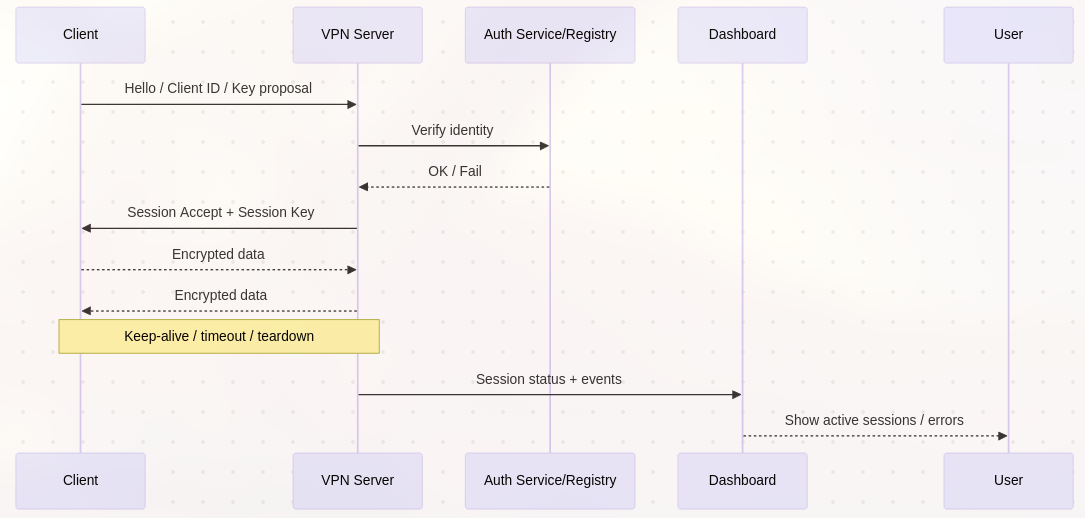 Client
VPN Server
Auth Service/Registry
Dashboard
User
Hello / Client ID / Key proposal
Verify identity
OK / Fail
Session Accept + Session Key
Encrypted data
Encrypted data
Keep-alive / timeout / teardown
Session status + events
Show active sessions / errors
Client
VPN Server
Auth Service/Registry
Dashboard
User